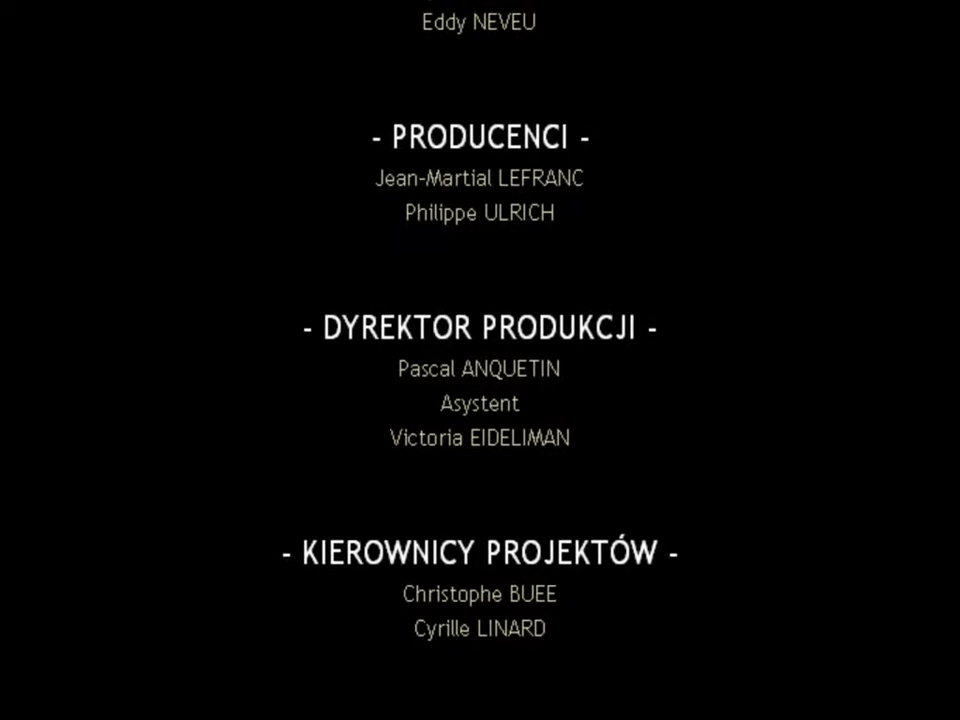 Eddy NEVEU
- PRODUCENCI -
Jean-Martial LEFRANC
Philippe ULRICH
- DYREKTOR PRODUKCJI -
Pascal ANQUETIN
Asystent
Victoria EIDELIMAN
- KIEROWNICY PROJEKTÓW -
Christophe BUEE
Cyrille LINARD